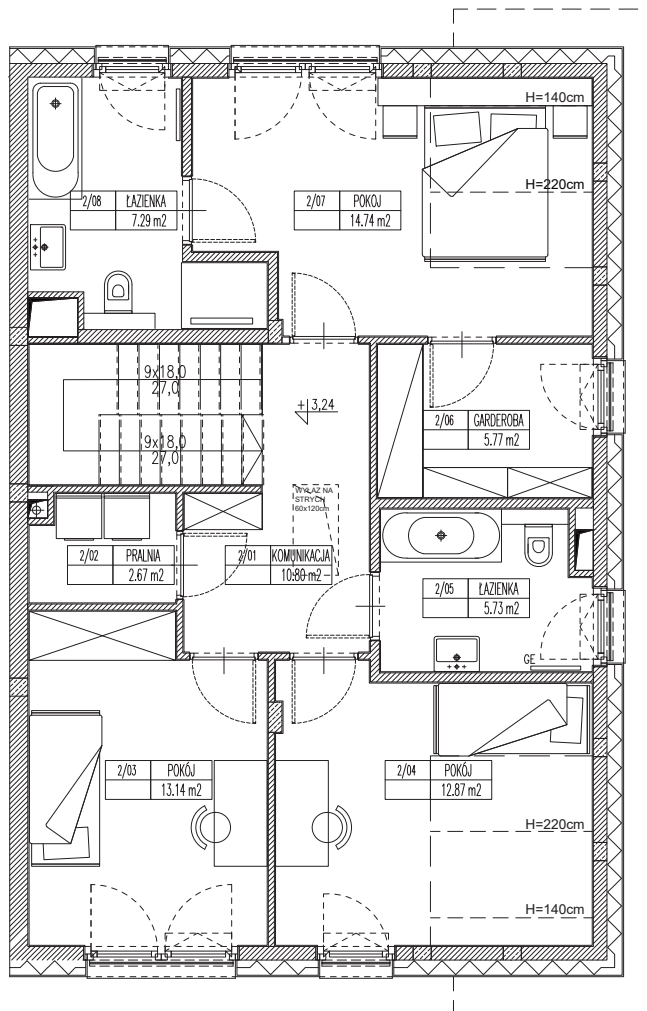 H=140cm
H=220cm
2/08 ŁAZIENKA
7.29 m2
2/07 POKÓJ
14.74 m2
9x18,0
27,0
9x18,0
27,0
+3,24
2/06 GARDEROBA
5.77 m2
WYŁAZ NA
STRYCH
60x120cm
2/02 PRALNIA
2.67 m2
2/01 KOMUNIKACJA
10.80 m2
2/05 ŁAZIENKA
5.73 m2
GE
2/03 POKÓJ
13.14 m2
2/04 POKÓJ
12.87 m2
H=220cm
H=140cm